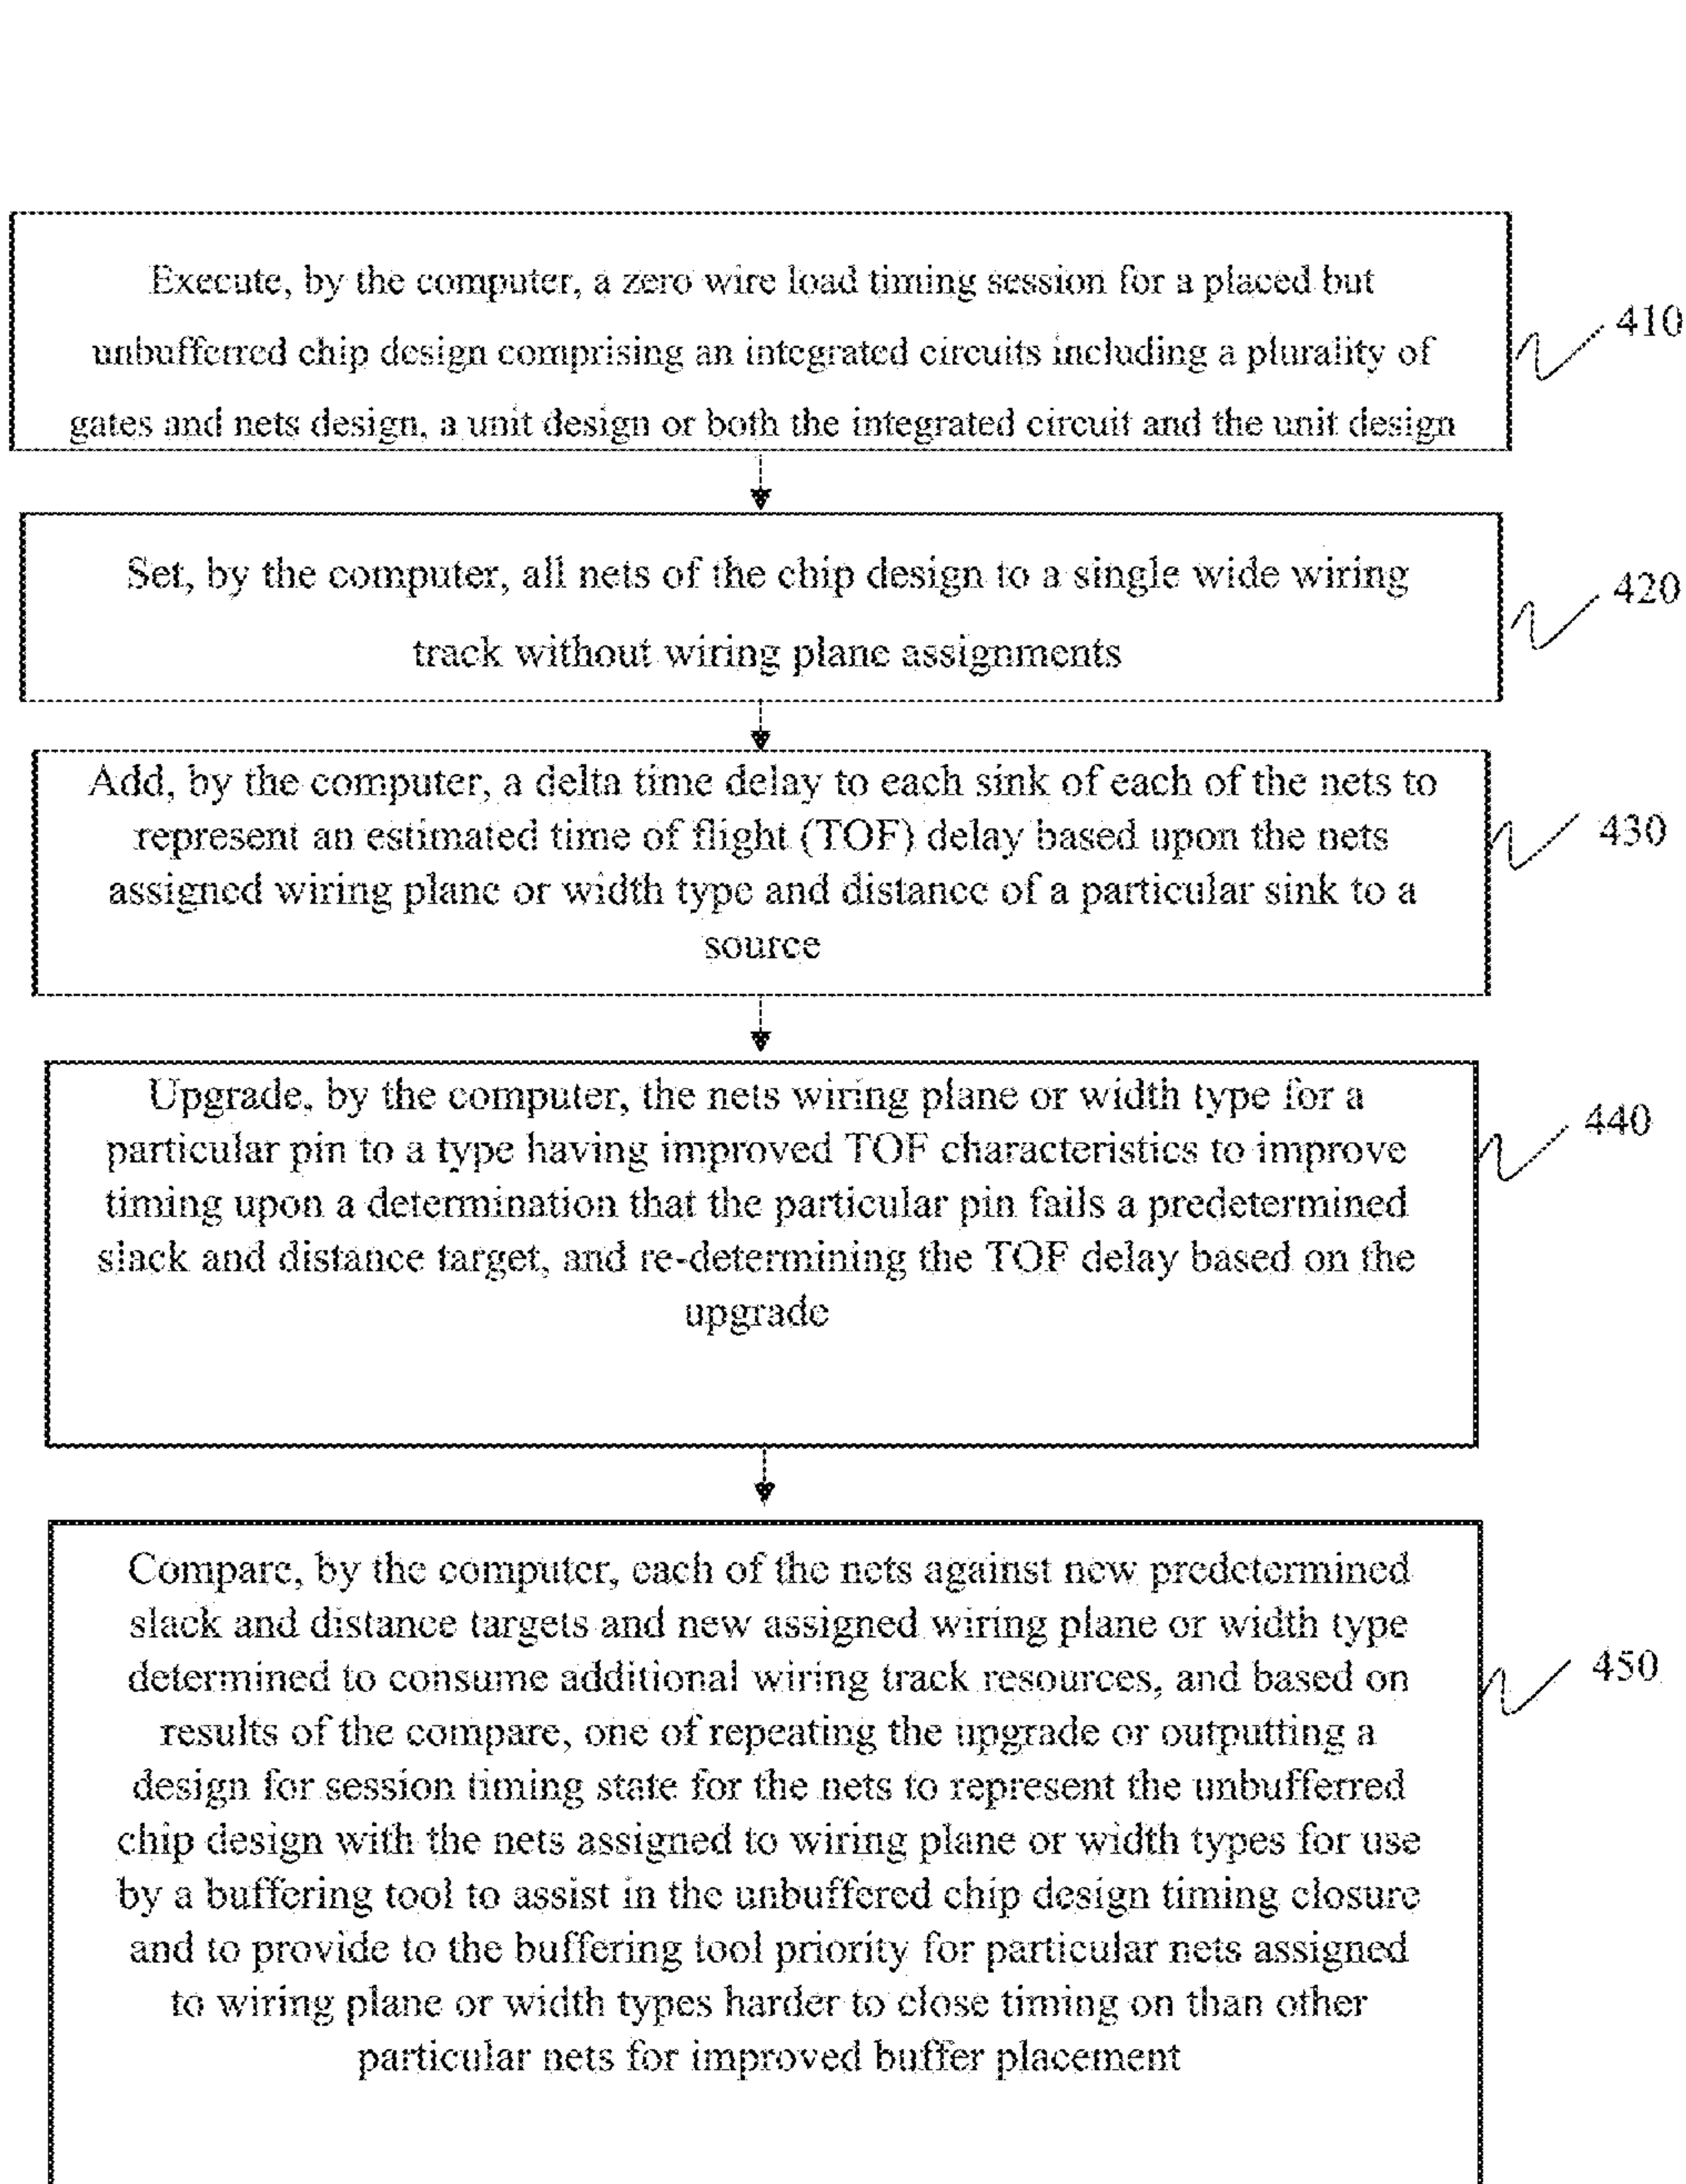 Execute, by the computer, a zero wire load timing session for a placed but
unbufferred chip design comprising an integrated circuits including a plurality of
gates and nets design, a unit design or both the integrated circuit and the unit design
410
Set, by the computer, all nets of the chip design to a single wide wiring
track without wiring plane assignments
420
Add, by the computer, a delta time delay to each sink of each of the nets to
represent an estimated time of flight (TOF) delay based upon the nets
assigned wiring plane or width type and distance of a particular sink to a
source
430
Upgrade, by the computer, the nets wiring plane or width type for a
particular pin to a type having improved TOF characteristics to improve
timing upon a determination that the particular pin fails a predetermined
slack and distance target, and re-determining the TOF delay based on the
upgrade
440
Compare, by the computer, each of the nets against new predetermined
slack and distance targets and new assigned wiring plane or width type
determined to consume additional wiring track resources, and based on
results of the compare, one of repeating the upgrade or outputting a
design for session timing state for the nets to represent the unbufferred
chip design with the nets assigned to wiring plane or width types for use
by a buffering tool to assist in the unbuffered chip design timing closure
and to provide to the buffering tool priority for particular nets assigned
to wiring plane or width types harder to close timing on than other
particular nets for improved buffer placement
450